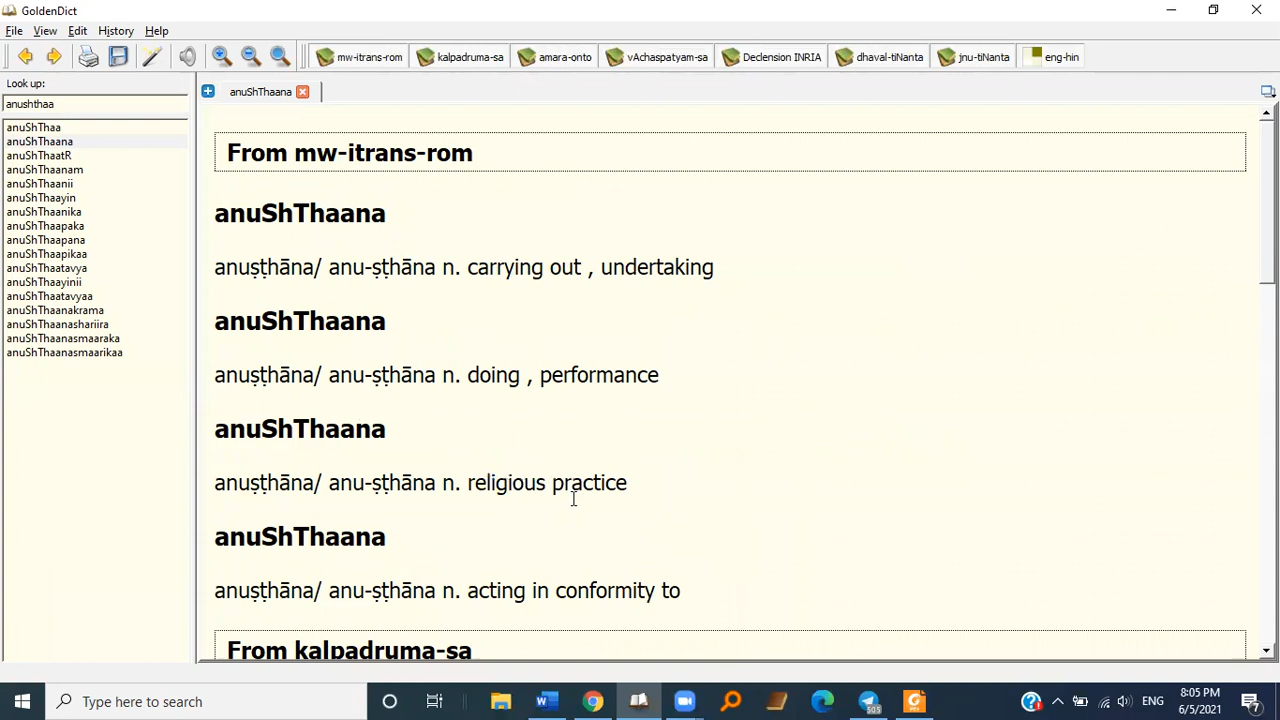 GoldenDict
File View Edit History Help
mw-itrans-rom kalpadruma-sa amara-onto vAchaspatyam-sa Declension INRIA dhaval-tiNanta jnu-tiNanta eng-hin
Look up:
anushthaa
anuShThaana
anuShThaa
anuShThaana
anuShThaatR
anuShThaanam
anuShThaanii
anuShThaayin
anuShThaanika
anuShThaapaka
anuShThaapana
anuShThaapikaa
anuShThaatavya
anuShThaayinii
anuShThaatavyaa
anuShThaanakrama
anuShThaanashariira
anuShThaanasmaaraka
anuShThaanasmaarikaa
From mw-itrans-rom
anuShThaana
anuṣṭhāna/ anu-ṣṭhāna n. carrying out , undertaking
anuShThaana
anuṣṭhāna/ anu-ṣṭhāna n. doing , performance
anuShThaana
anuṣṭhāna/ anu-ṣṭhāna n. religious practice
anuShThaana
anuṣṭhāna/ anu-ṣṭhāna n. acting in conformity to
From kalpadruma-sa
Type here to search
505
ENG
8:05 PM
6/5/2021
7